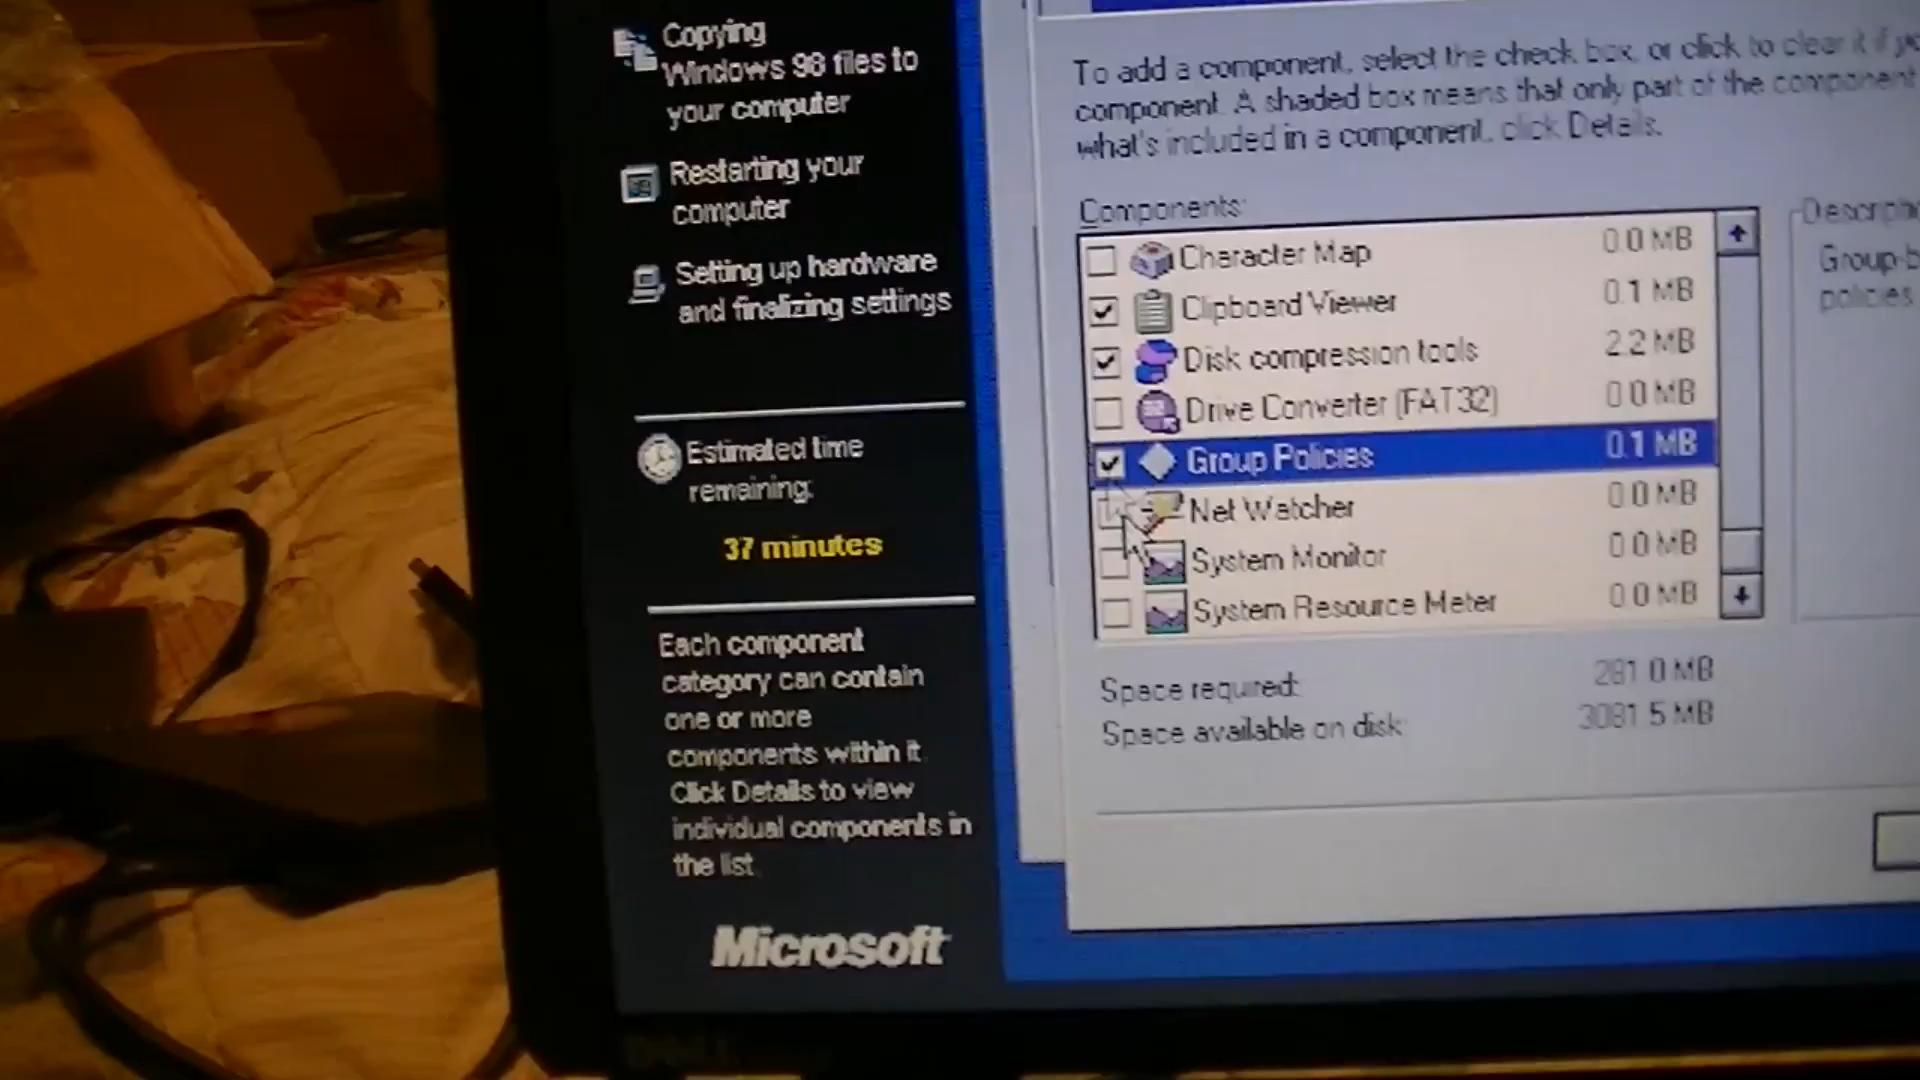 Copying
Windows 98 files to
your computer
Restarting your
computer
Setting up hardware
and finalizing settings
Estimated time
remaining:
37 minutes
Each component
category can contain
one or more
components within it.
Click Details to view
individual components in
the list.
Microsoft
To add a component, select the check box, or click to clear it if
component. A shaded box means that only part of the component
what's included in a component, click Details.
Components:
Character Map 0.0 MB
Clipboard Viewer 0.1 MB
Disk compression tools 2.2 MB
Drive Converter (FAT32) 0.0 MB
Group Policies 0.1 MB
Net Watcher 0.0 MB
System Monitor 0.0 MB
System Resource Meter 0.0 MB
Space required: 281.0 MB
Space available on disk: 3081.5 MB
policies